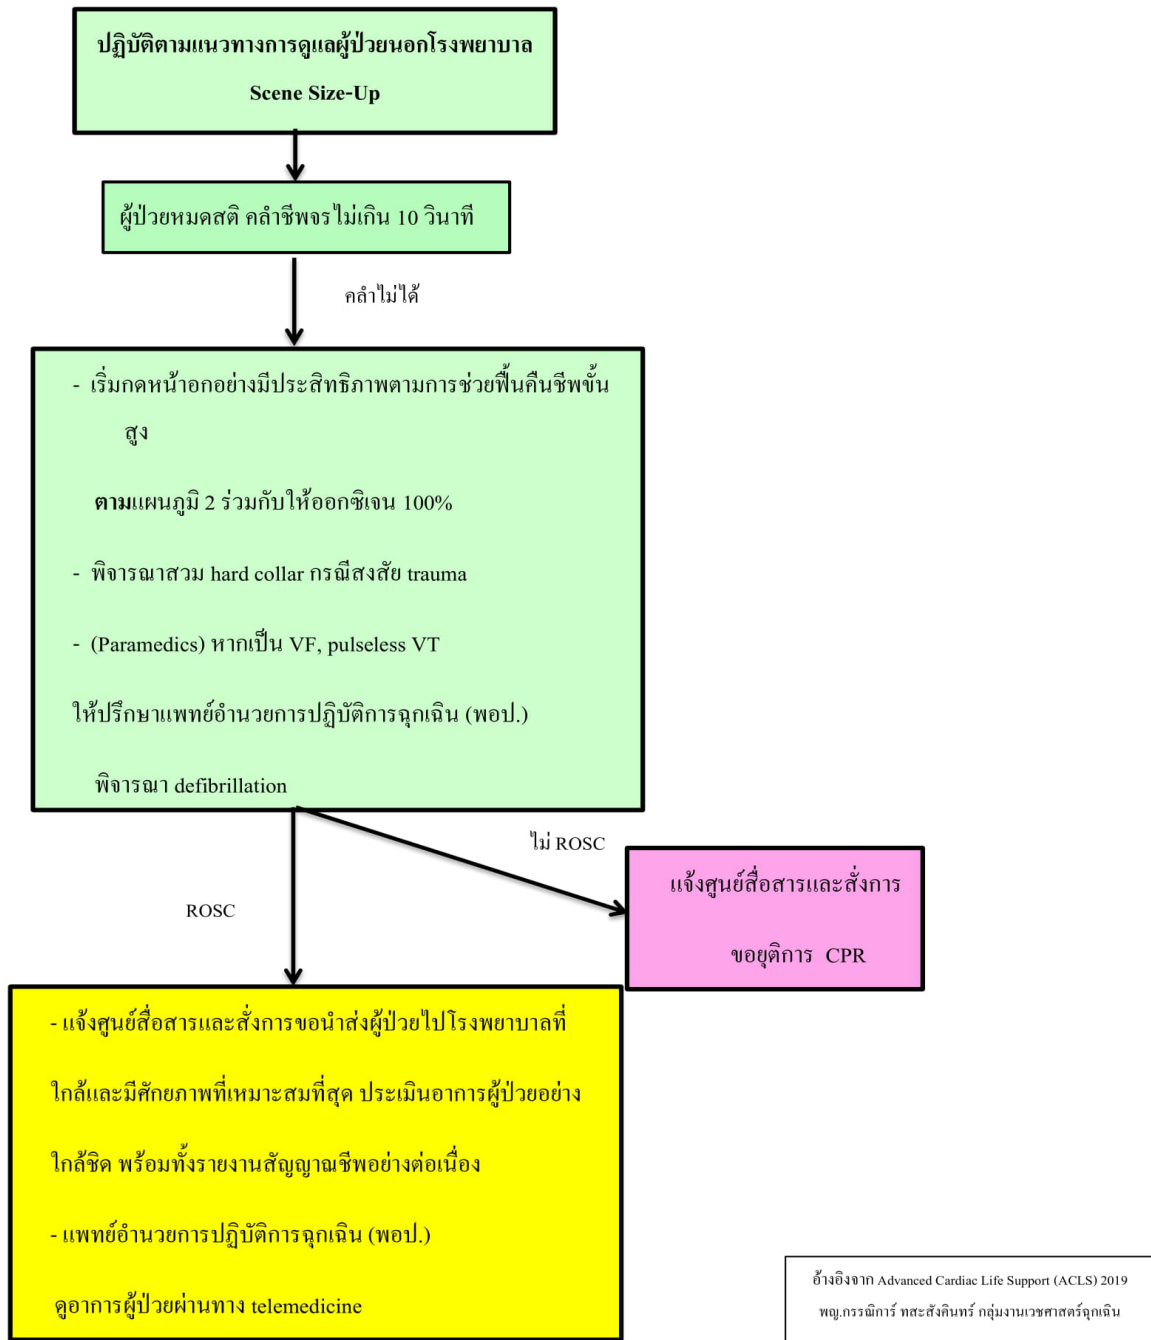 ปฏิบัติตามแนวทางการดูแลผู้ป่วยนอกโรงพยาบาล
Scene Size-Up
ผู้ป่วยหมดสติ คลำชีพจรไม่เกิน 10 วินาที
คลำไม่ได้
- เริ่มกดหน้าอกอย่างมีประสิทธิภาพตามการช่วยฟื้นคืนชีพขั้น
สูง
ตามแผนภูมิ 2 ร่วมกับให้ออกซิเจน 100%
- พิจารณาสวม hard collar กรณีสงสัย trauma
- (Paramedics) หากเป็น VF, pulseless VT
ให้ปรึกษาแพทย์อำนวยการปฏิบัติการฉุกเฉิน (พอป.)
พิจารณา defibrillation
ไม่ ROSC
แจ้งศูนย์สื่อสารและสั่งการ
ขอยุติการ CPR
ROSC
- แจ้งศูนย์สื่อสารและสั่งการขอนำส่งผู้ป่วยไปโรงพยาบาลที่
ใกล้และมีศักยภาพที่เหมาะสมที่สุด ประเมินอาการผู้ป่วยอย่าง
ใกล้ชิด พร้อมทั้งรายงานสัญญาณชีพอย่างต่อเนื่อง
- แพทย์อำนวยการปฏิบัติการฉุกเฉิน (พอป.)
ดูอาการผู้ป่วยผ่านทาง telemedicine
อ้างอิงจาก Advanced Cardiac Life Support (ACLS) 2019
พญ.กรรณิการ์ ทสะสังคินทร์ กลุ่มงานเวชศาสตร์ฉุกเฉิน